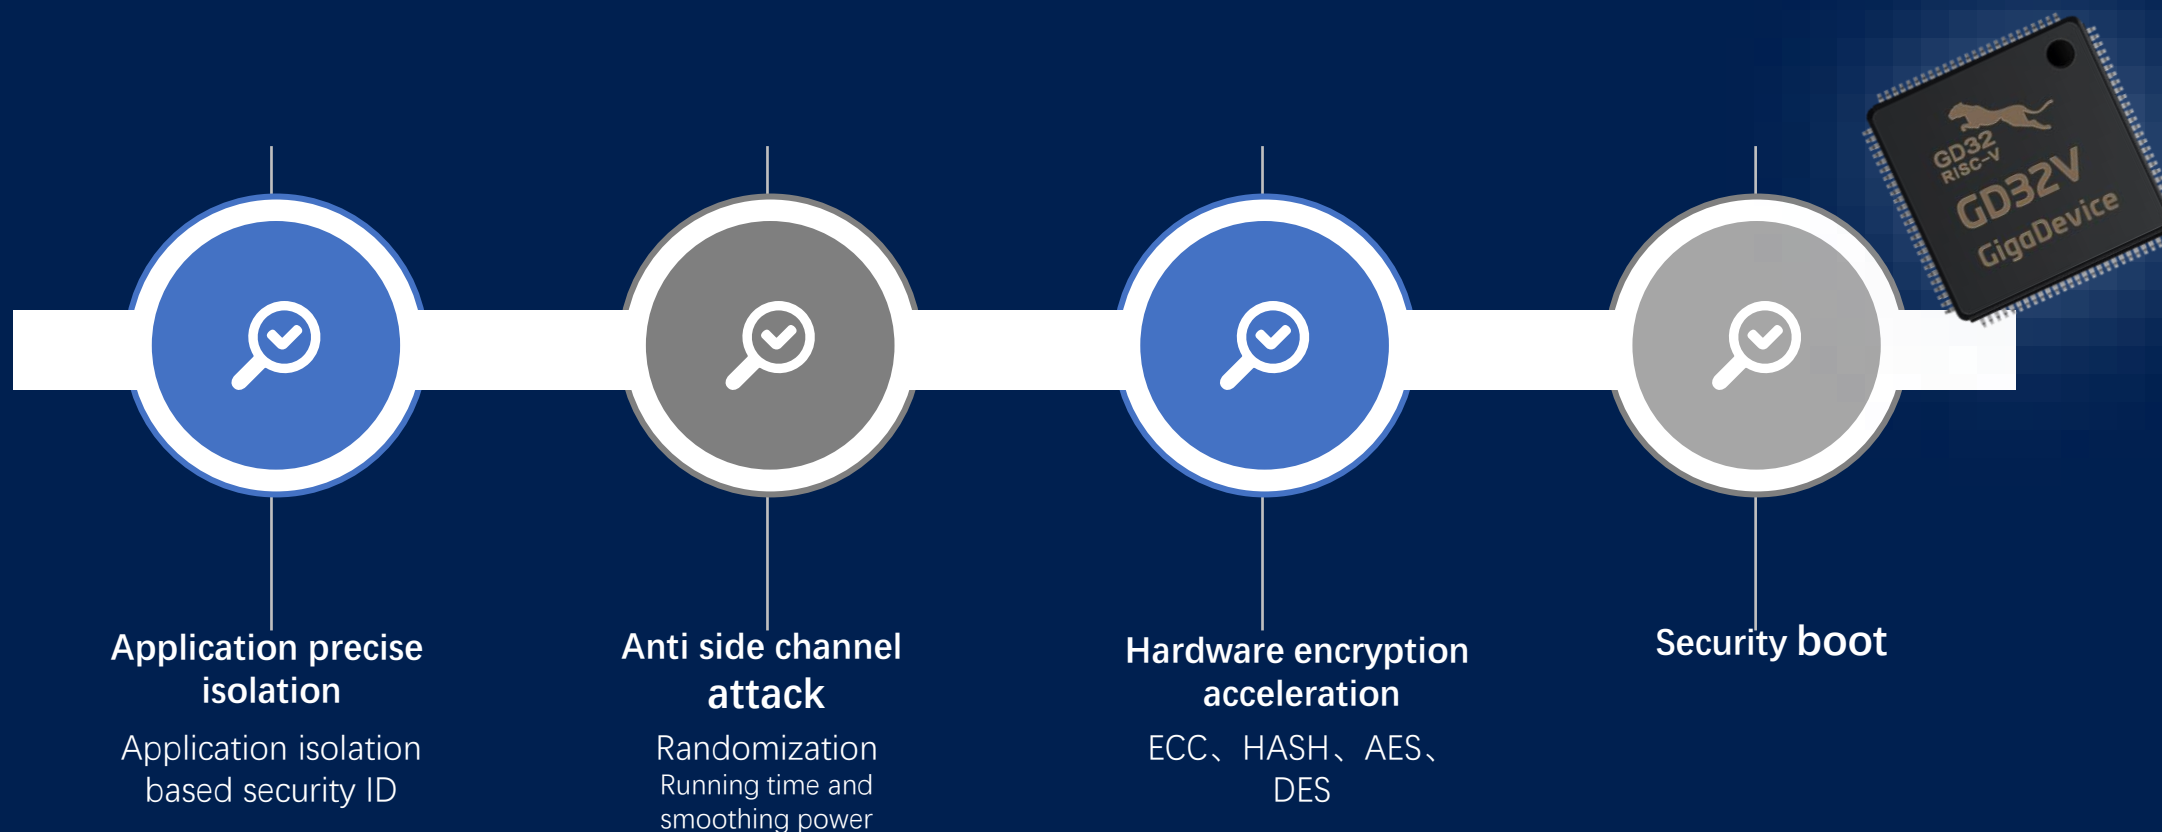 GD32
RISC-V
GD32V
GigaDevice
Application precise
isolation
Application isolation
based security ID
Anti side channel
attack
Randomization
Running time and
smoothing power
Hardware encryption
acceleration
ECC、HASH、AES、
DES
Security boot